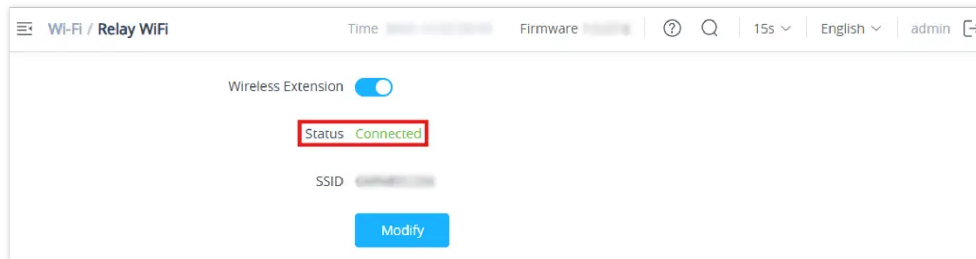 Wi-Fi / Relay WiFi Time Firmware 15s English admin
Wireless Extension
Status Connected
SSID
Modify